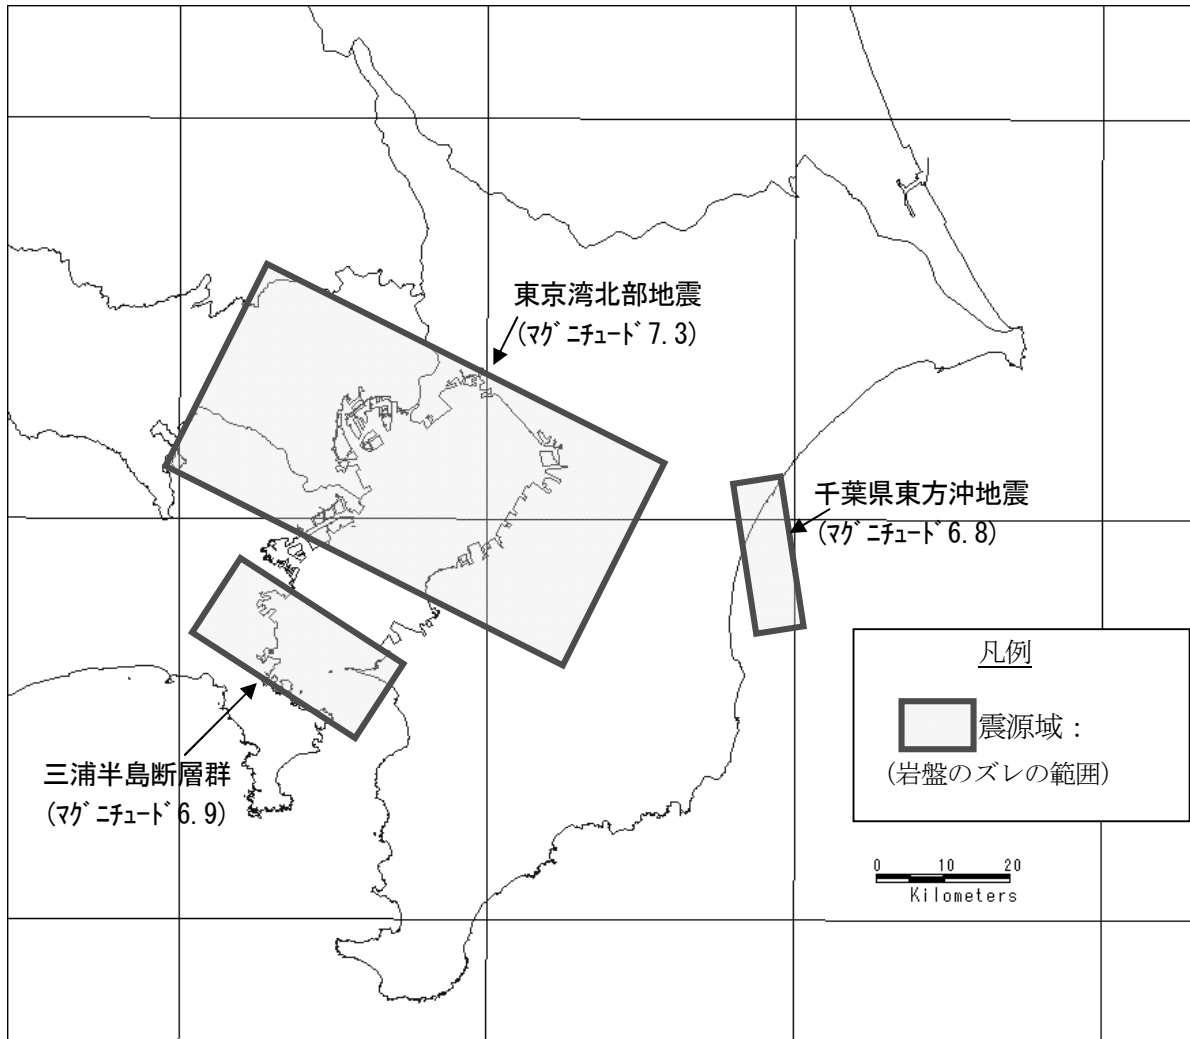 東京湾北部地震
(ﾏｸﾞﾆﾁｭｰﾄﾞ7.3)
千葉県東方沖地震
(ﾏｸﾞﾆﾁｭｰﾄﾞ6.8)
三浦半島断層群
(ﾏｸﾞﾆﾁｭｰﾄﾞ6.9)
凡例
震源域：
(岩盤のズレの範囲)
0 10 20
Kilometers